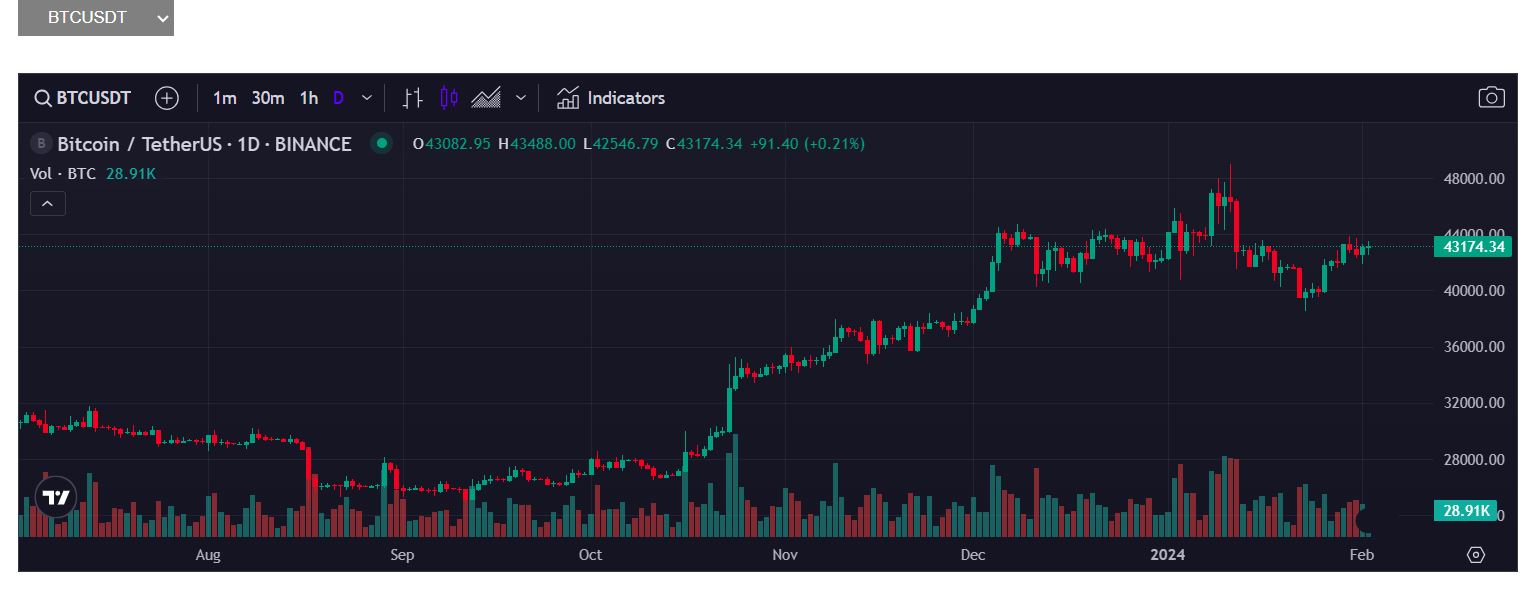 BTCUSDT
BTCUSDT 1m 30m 1h D Indicators
B Bitcoin / TetherUS · 1D · BINANCE O43082.95 H43488.00 L42546.79 C43174.34 +91.40 (+0.21%)
Vol · BTC 28.91K
48000.00
44000.00
43174.34
40000.00
36000.00
32000.00
28000.00
28.91K
Aug Sep Oct Nov Dec 2024 Feb